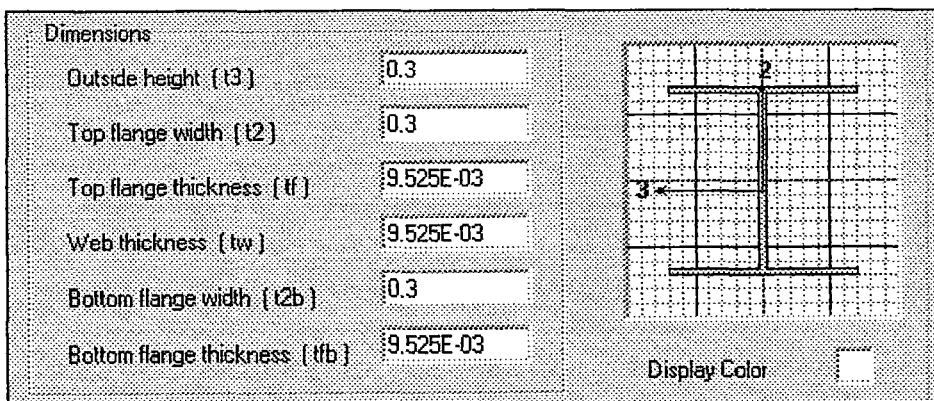 Dimensions
Outside height ( t3 ) 0.3
Top flange width ( t2 ) 0.3
Top flange thickness ( tf ) 9.525E-03
Web thickness ( tw ) 9.525E-03
Bottom flange width ( t2b ) 0.3
Bottom flange thickness ( tfb ) 9.525E-03
2
3
Display Color